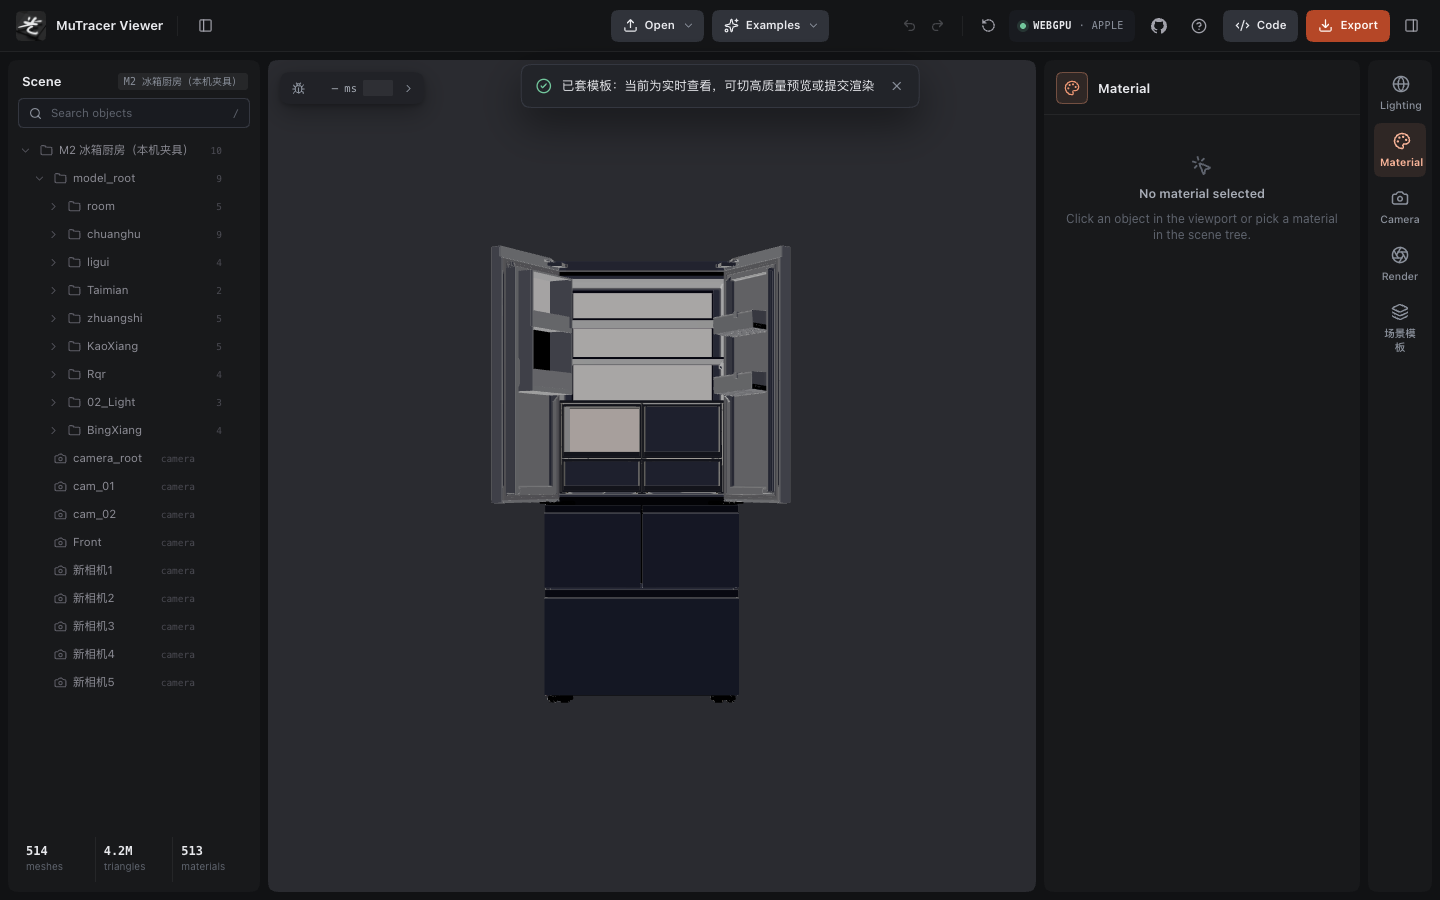 MuTracer Viewer
Open
Examples
WEBGPU · APPLE
Code
Export
Scene
M2 冰箱厨房（本机夹具）
Search objects
/
M2 冰箱厨房（本机夹具） 10
model_root 9
room 5
chuanghu 9
ligui 4
Taimian 2
zhuangshi 5
KaoXiang 5
Rqr 4
02_Light 3
BingXiang 4
camera_root camera
cam_01 camera
cam_02 camera
Front camera
新相机1 camera
新相机2 camera
新相机3 camera
新相机4 camera
新相机5 camera
514
meshes
4.2M
triangles
513
materials
– ms
已套模板：当前为实时查看，可切高质量预览或提交渲染
Material
No material selected
Click an object in the viewport or pick a material
in the scene tree.
Lighting
Material
Camera
Render
场景模
板